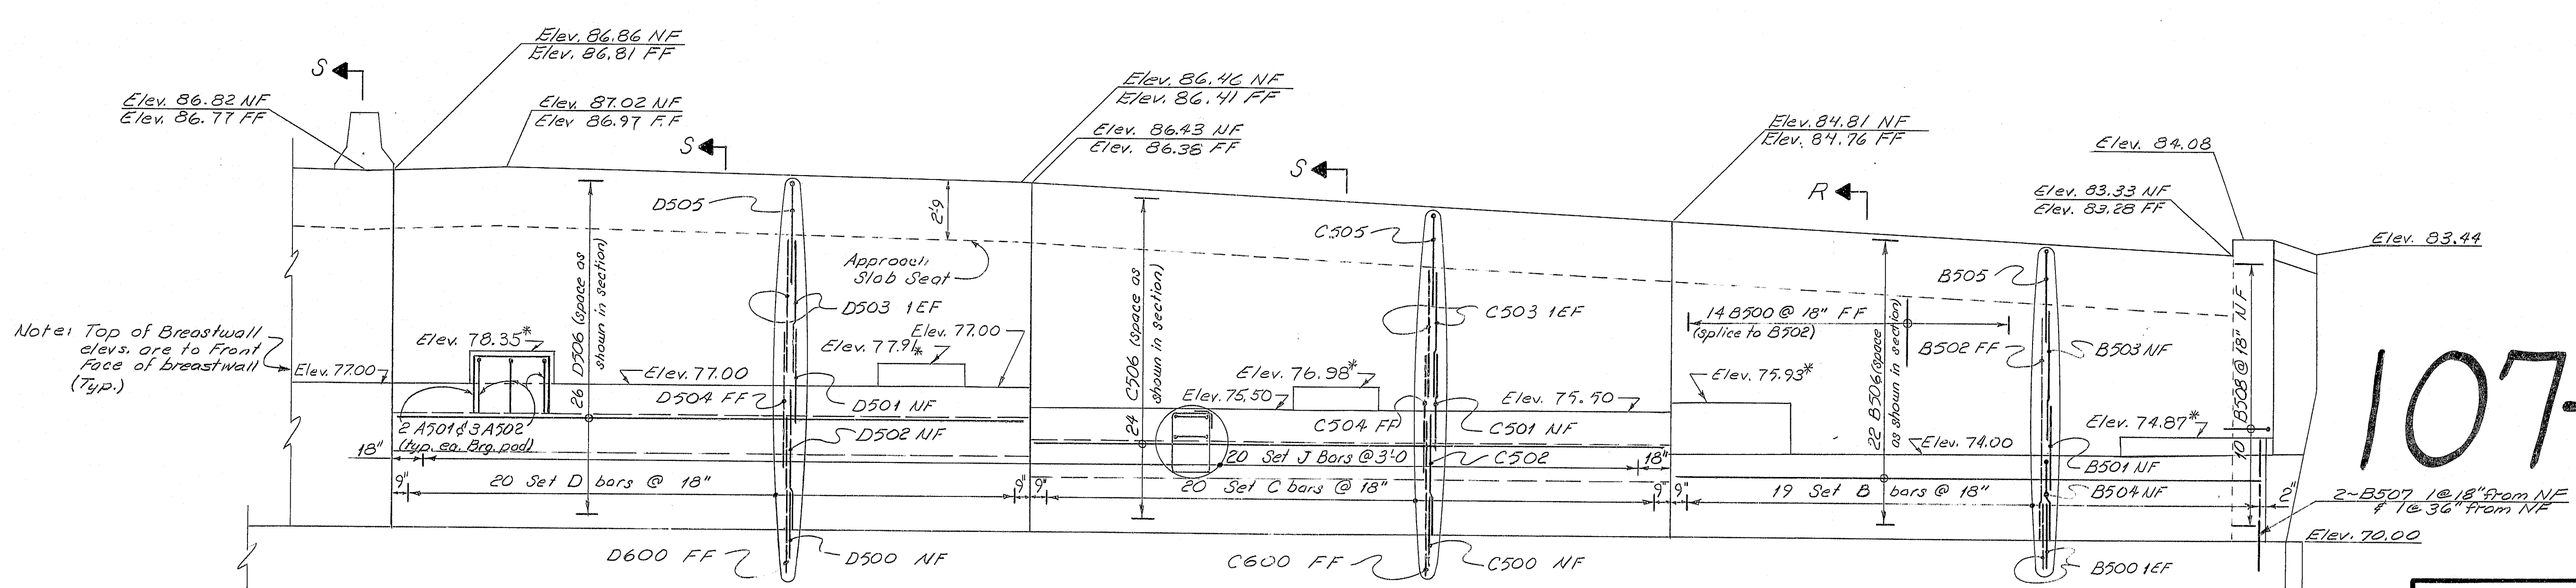 Elev. 86.86 NF
Elev. 86.81 FF
S
Elev. 86.82 NF
Elev. 86.77 FF
Elev. 87.02 NF
Elev 86.97 F.F
S
Elev. 86.46 NF
Elev. 86.41 FF
Elev. 86.43 NF
Elev. 86.38 FF
S
Elev. 84.81 NF
Elev. 84.76 FF
R
Elev. 84.08
Elev. 83.33 NF
Elev. 83.28 FF
Elev. 83.44
D505
2'9
Approach
Slab Seat
C505
B505
26 D506 (space as
shown in section)
D503 1EF
24 C506 (space as
shown in section)
C503 1EF
14 B500 @ 18" FF
(splice to B502)
22 B506 (space
as shown in section)
B502 FF
B503 NF
10 B508 @ 18" NF
107-
Note: Top of Breastwall
elevs. are to Front
Face of breastwall
(Typ.)
Elev. 77.00
Elev. 78.35*
Elev. 77.00
Elev. 77.91*
Elev. 77.00
D504 FF
D501 NF
Elev. 76.98*
Elev. 75.50
Elev. 75.50
C504 FF
C501 NF
Elev. 75.93*
Elev. 74.00
Elev. 74.87*
2 A501 & 3 A502
(typ. ea. Brg. pad)
18"
D502 NF
20 Set J Bars @ 3'-0
C502
18"
B501 NF
9"
20 Set D bars @ 18"
9"
9"
20 Set C bars @ 18"
9"
9"
19 Set B bars @ 18"
B504 NF
2"
2~B507 1@18" from NF
& 1@36" from NF
Elev. 70.00
D600 FF
D500 NF
C600 FF
C500 NF
B500 1EF